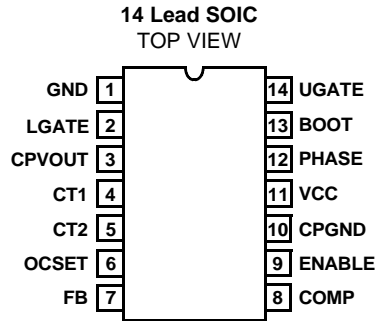 14 Lead SOIC
TOP VIEW
GND 1
LGATE 2
CPVOUT 3
CT1 4
CT2 5
OCSET 6
FB 7
14 UGATE
13 BOOT
12 PHASE
11 VCC
10 CPGND
9 ENABLE
8 COMP